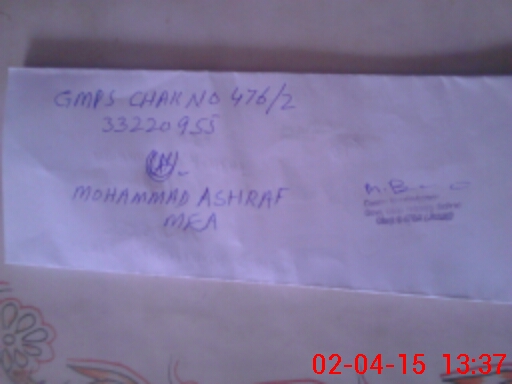 GMPS CHAK NO 476/2
33220955
MOHAMMAD ASHRAF
MEA
02-04-15 13:37